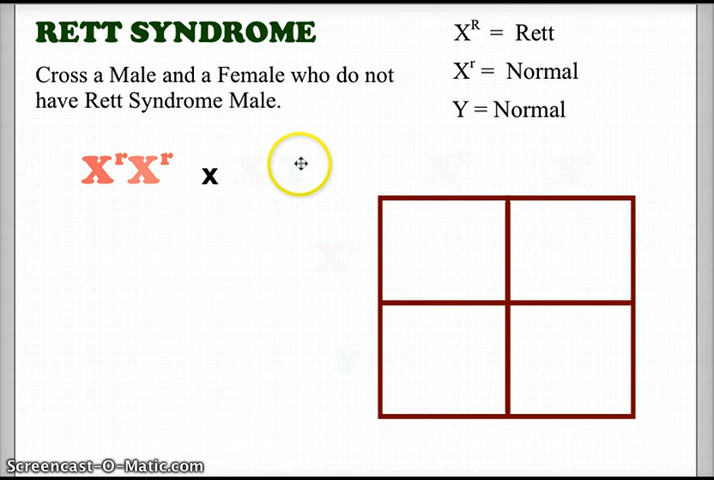 RETT SYNDROME
Cross a Male and a Female who do not
have Rett Syndrome Male.
X^R = Rett
X^r = Normal
Y = Normal
X^rX^r x
X^r X^r
X^r
Y
Screencast-O-Matic.com